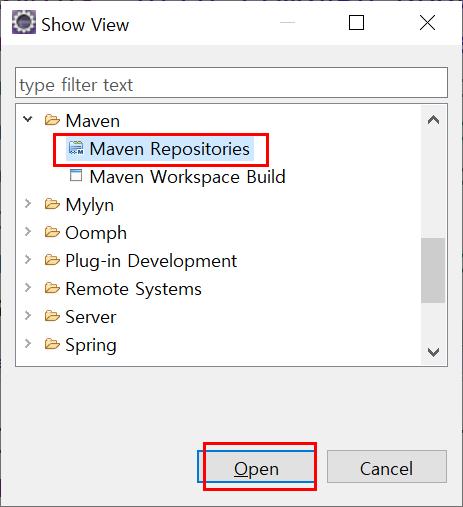 Show View
type filter text
Maven
Maven Repositories
Maven Workspace Build
Mylyn
Oomph
Plug-in Development
Remote Systems
Server
Spring
Open
Cancel